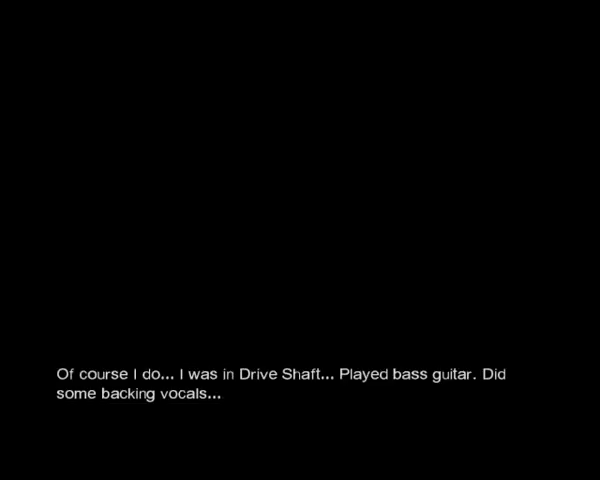 Of course I do... I was in Drive Shaft... Played bass guitar. Did
some backing vocals...